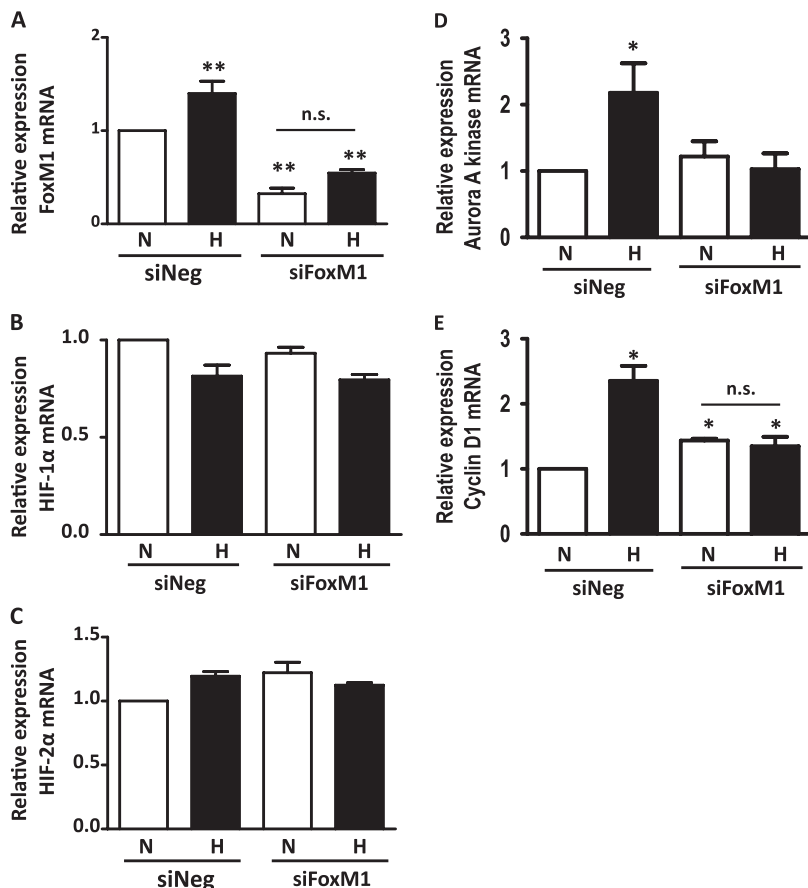 A
Relative expression
FoxM1 mRNA
2
1
0
**
**
n.s.
**
N H N H
siNeg siFoxM1
B
Relative expression
HIF-1α mRNA
1.0
0.5
0.0
N H N H
siNeg siFoxM1
C
Relative expression
HIF-2α mRNA
1.5
1.0
0.5
0.0
N H N H
siNeg siFoxM1
D
Relative expression
Aurora A kinase mRNA
3
2
1
0
*
N H N H
siNeg siFoxM1
E
Relative expression
Cyclin D1 mRNA
3
2
1
0
*
n.s.
* *
N H N H
siNeg siFoxM1